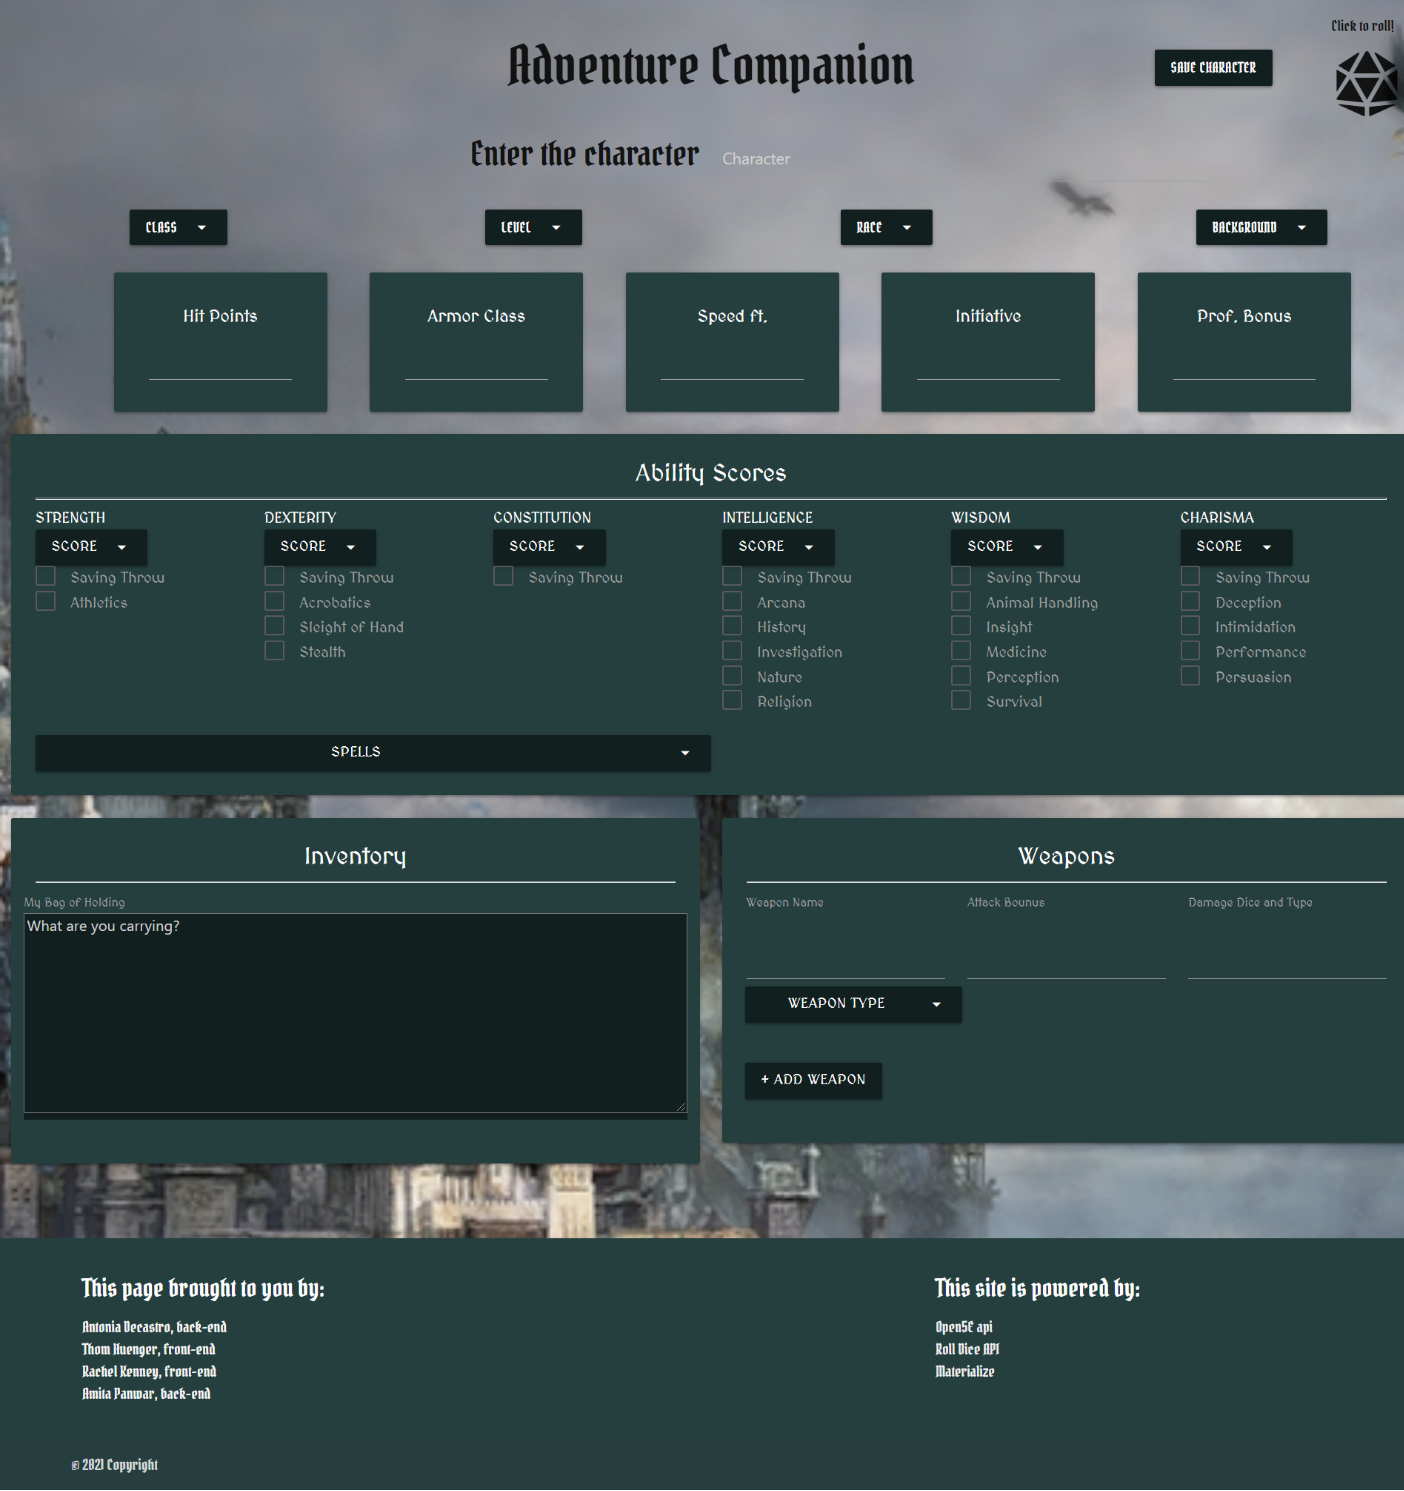 Click to roll!
Adventure Companion
SAVE CHARACTER
Enter the character Character
CLASS LEVEL RACE BACKGROUND
Hit Points Armor Class Speed ft. Initiative Prof. Bonus
Ability Scores
STRENGTH DEXTERITY CONSTITUTION INTELLIGENCE WISDOM CHARISMA
SCORE SCORE SCORE SCORE SCORE SCORE
Saving Throw Saving Throw Saving Throw Saving Throw Saving Throw Saving Throw
Athletics Acrobatics Arcana Animal Handling Deception
Sleight of Hand History Insight Intimidation
Stealth Investigation Medicine Performance
Nature Perception Persuasion
Religion Survival
SPELLS
Inventory
My Bag of Holding
What are you carrying?
Weapons
Weapon Name Attack Bounus Damage Dice and Type
WEAPON TYPE
+ ADD WEAPON
This page brought to you by:
Antonia Decastro, back-end
Thom Huenger, front-end
Rachel Kenney, front-end
Amita Panwar, back-end
This site is powered by:
Open5E api
Roll Dice API
Materialize
© 2021 Copyright